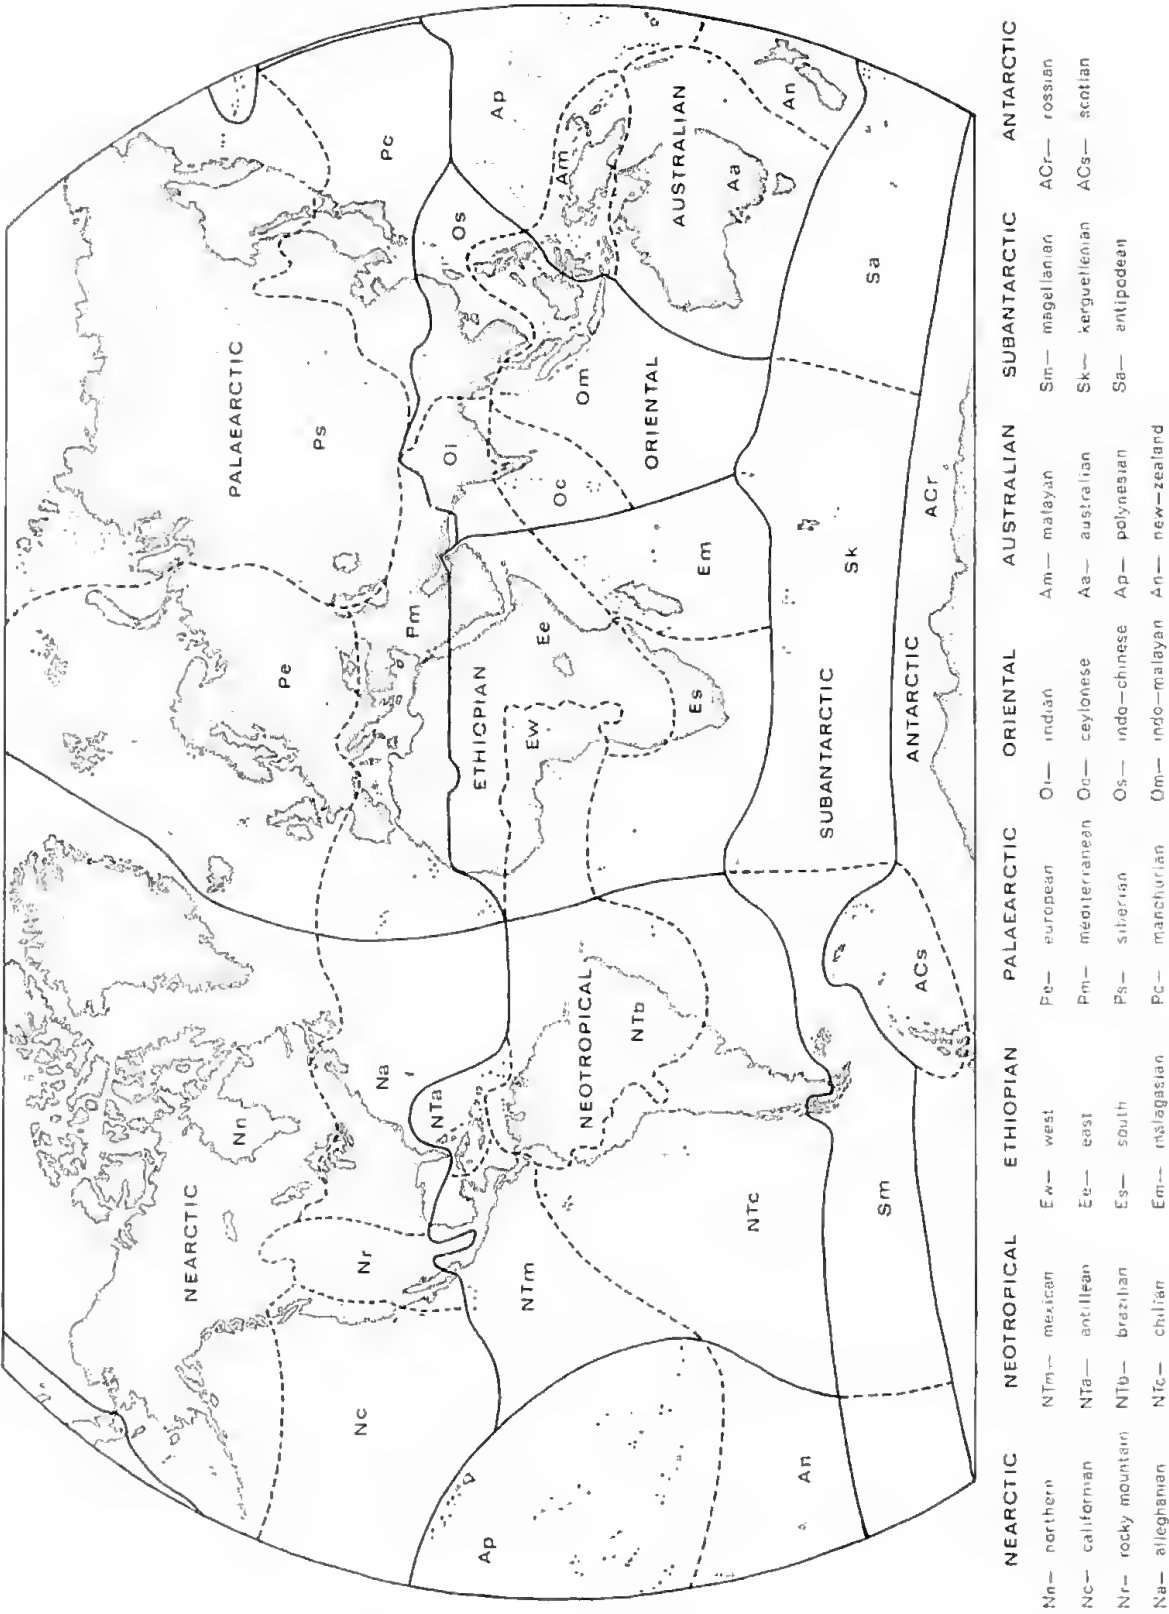 NEARCTIC
PALAEARCTIC
Nn
Pe
Ps
Pc
Nc
Nr
Na
Pm
Ap
NTm
NTa
ETHIOPIAN
Ew
Ee
Oi
Os
Oc
Om
ORIENTAL
Am
Ap
AUSTRALIAN
Aa
An
NEOTROPICAL
NTb
NTc
Es
Em
An
Sm
SUBANTARCTIC
Sk
Sa
ACs
ANTARCTIC
ACr
NEARCTIC NEOTROPICAL ETHIOPIAN PALAEARCTIC ORIENTAL AUSTRALIAN SUBANTARCTIC ANTARCTIC
Nn— northern NTm— mexican Ew— west Pe— european Oi— indian Am— malayan Sm— magellanian ACr— rossian
Nc— californian NTa— antillean Ee— east Pm— mediterranean Oc— ceylonese Aa— australian Sk— kerguellenian ACs— scotian
Nr— rocky mountain NTb— brazilian Es— south Ps— siberian Os— indo—chinese Ap— polynesian Sa— antipodean
Na— alleghanian NTc— chilian Em— malagasian Pc— manchurian Om— indo—malayan An— new—zealand